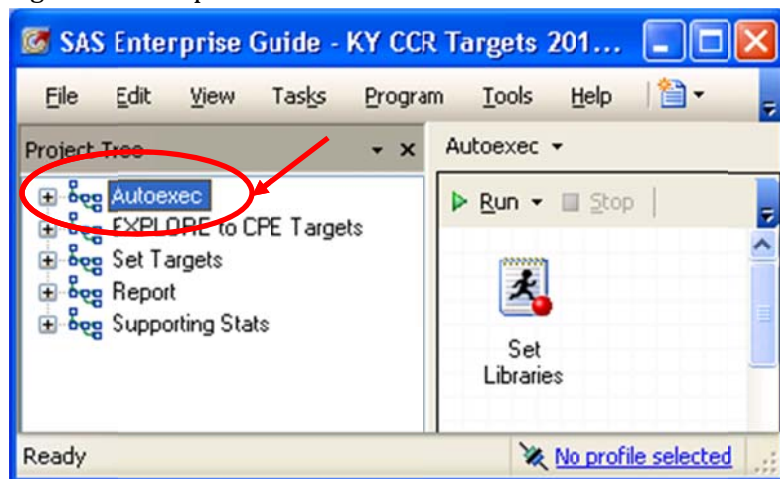 SAS Enterprise Guide - KY CCR Targets 201...
File Edit View Tasks Program Tools Help
Project Tree
Autoexec
EXPLORE to CPE Targets
Set Targets
Report
Supporting Stats
Autoexec
Run Stop
Set
Libraries
Ready
No profile selected